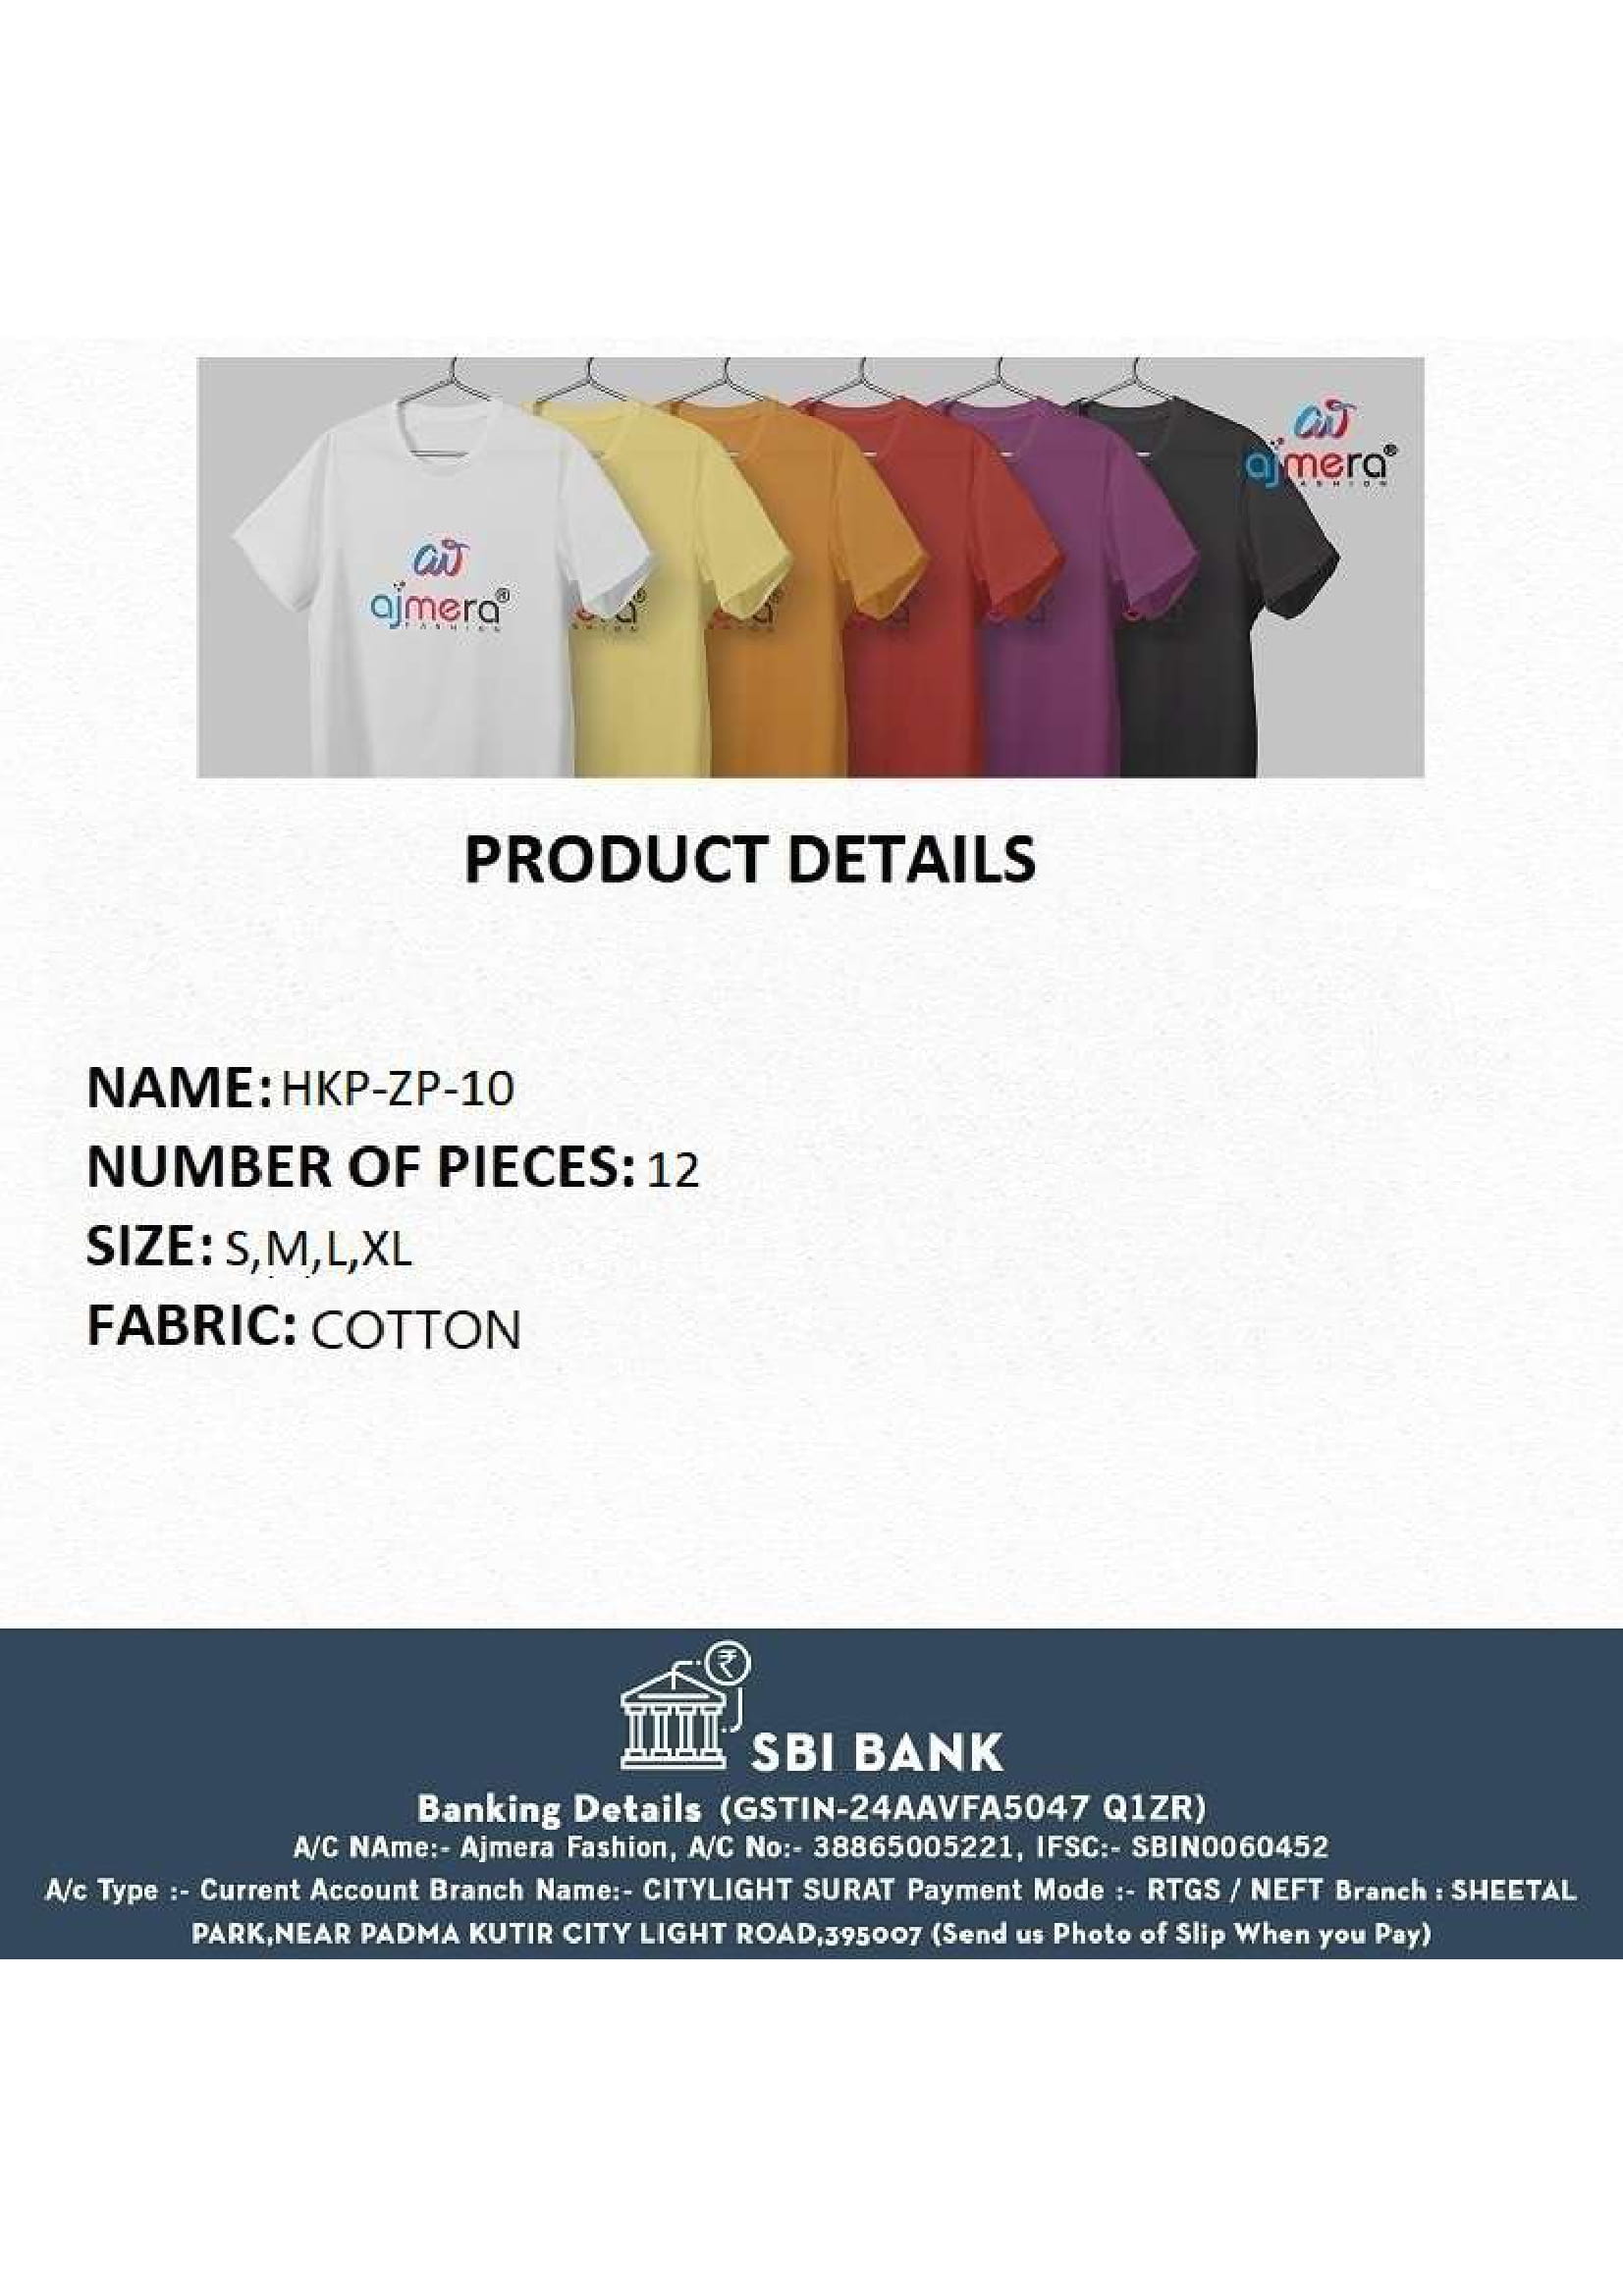 aj
ajmera®
FASHION
aj
ajmera®
FASHION
PRODUCT DETAILS
NAME: HKP-ZP-10
NUMBER OF PIECES: 12
SIZE: S,M,L,XL
FABRIC: COTTON
₹
SBI BANK
Banking Details (GSTIN-24AAVFA5047 Q1ZR)
A/C NAme:- Ajmera Fashion, A/C No:- 38865005221, IFSC:- SBIN0060452
A/c Type :- Current Account Branch Name:- CITYLIGHT SURAT Payment Mode :- RTGS / NEFT Branch : SHEETAL
PARK,NEAR PADMA KUTIR CITY LIGHT ROAD,395007 (Send us Photo of Slip When you Pay)